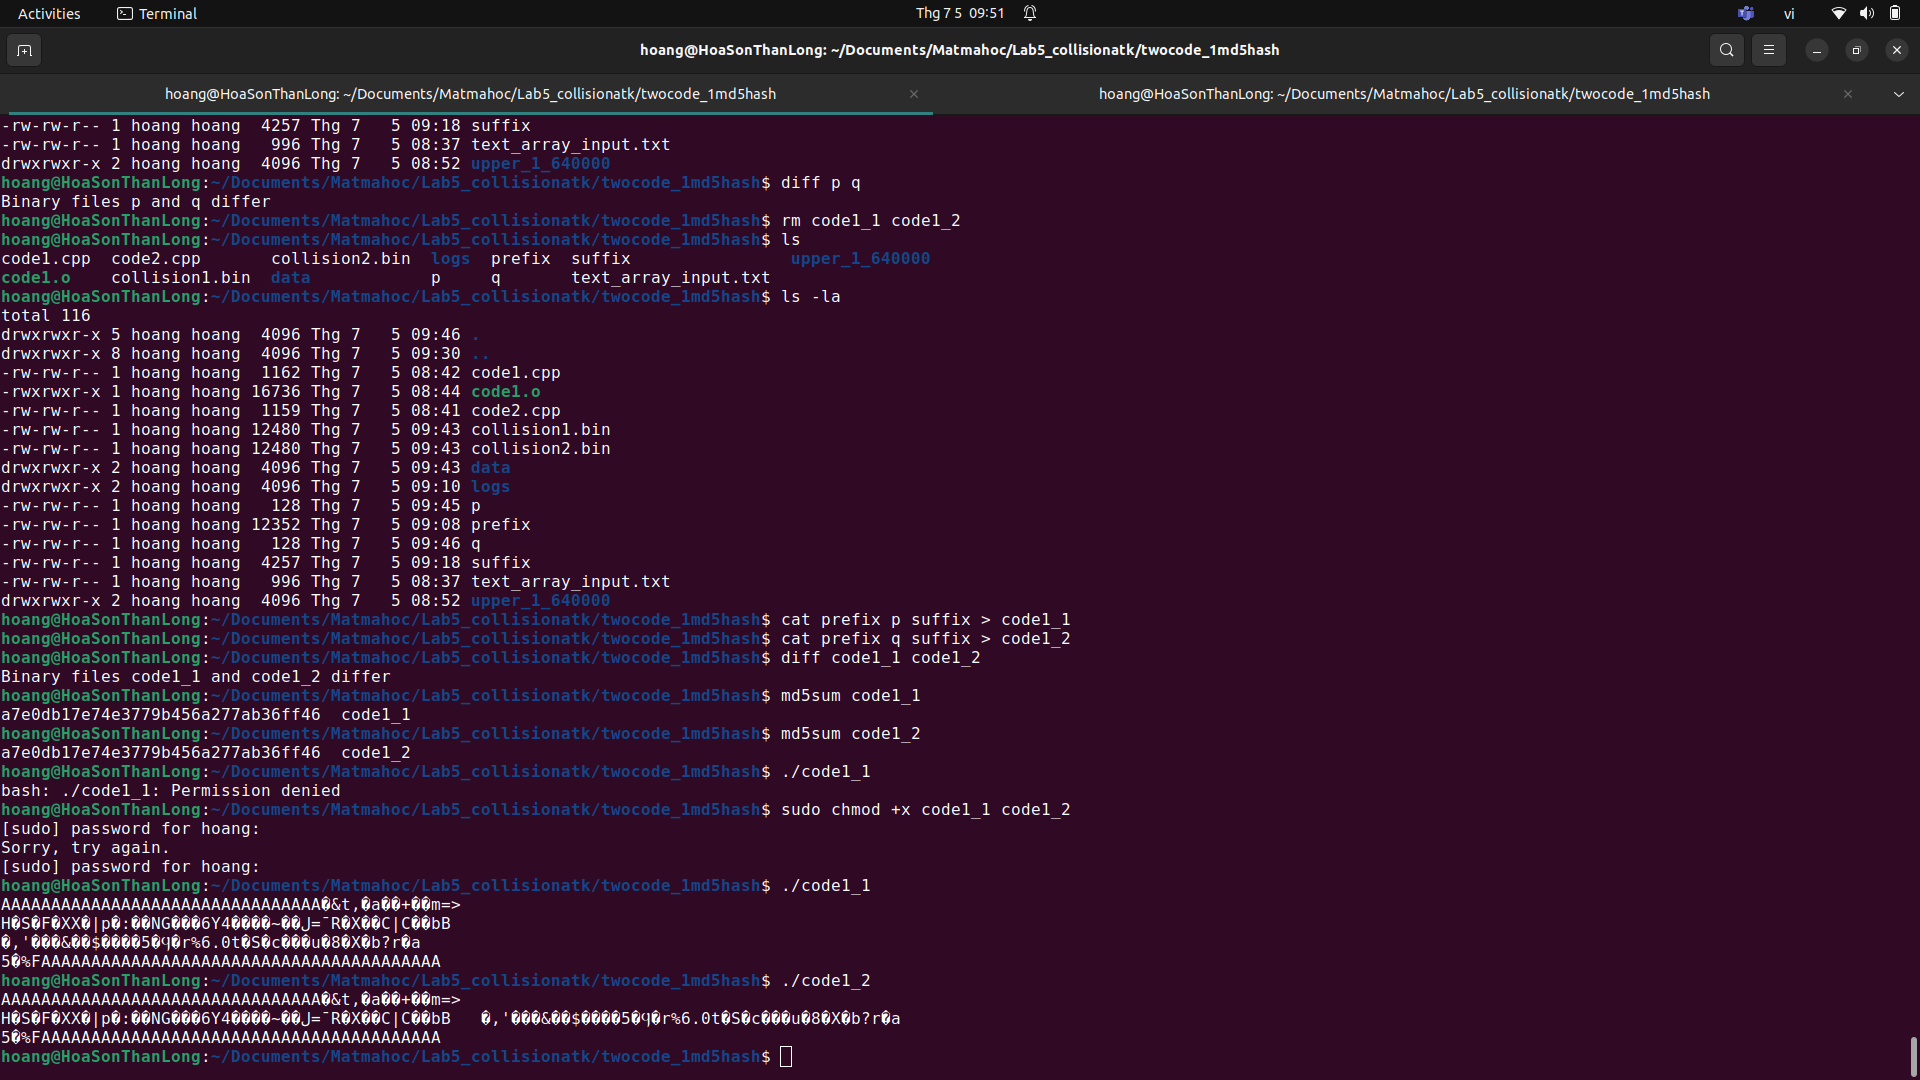 Activities
Terminal
Thg 7 5 09:51
vi
hoang@HoaSonThanLong: ~/Documents/Matmahoc/Lab5_collisionatk/twocode_1md5hash
hoang@HoaSonThanLong: ~/Documents/Matmahoc/Lab5_collisionatk/twocode_1md5hash
hoang@HoaSonThanLong: ~/Documents/Matmahoc/Lab5_collisionatk/twocode_1md5hash
-rw-rw-r-- 1 hoang hoang  4257 Thg 7   5 09:18 suffix
-rw-rw-r-- 1 hoang hoang   996 Thg 7   5 08:37 text_array_input.txt
drwxrwxr-x 2 hoang hoang  4096 Thg 7   5 08:52 upper_1_640000
hoang@HoaSonThanLong:~/Documents/Matmahoc/Lab5_collisionatk/twocode_1md5hash$ diff p q
Binary files p and q differ
hoang@HoaSonThanLong:~/Documents/Matmahoc/Lab5_collisionatk/twocode_1md5hash$ rm code1_1 code1_2
hoang@HoaSonThanLong:~/Documents/Matmahoc/Lab5_collisionatk/twocode_1md5hash$ ls
code1.cpp  code2.cpp       collision2.bin  logs  prefix  suffix                upper_1_640000
code1.o    collision1.bin  data            p     q       text_array_input.txt
hoang@HoaSonThanLong:~/Documents/Matmahoc/Lab5_collisionatk/twocode_1md5hash$ ls -la
total 116
drwxrwxr-x 5 hoang hoang  4096 Thg 7   5 09:46 .
drwxrwxr-x 8 hoang hoang  4096 Thg 7   5 09:30 ..
-rw-rw-r-- 1 hoang hoang  1162 Thg 7   5 08:42 code1.cpp
-rwxrwxr-x 1 hoang hoang 16736 Thg 7   5 08:44 code1.o
-rw-rw-r-- 1 hoang hoang  1159 Thg 7   5 08:41 code2.cpp
-rw-rw-r-- 1 hoang hoang 12480 Thg 7   5 09:43 collision1.bin
-rw-rw-r-- 1 hoang hoang 12480 Thg 7   5 09:43 collision2.bin
drwxrwxr-x 2 hoang hoang  4096 Thg 7   5 09:43 data
drwxrwxr-x 2 hoang hoang  4096 Thg 7   5 09:10 logs
-rw-rw-r-- 1 hoang hoang   128 Thg 7   5 09:45 p
-rw-rw-r-- 1 hoang hoang 12352 Thg 7   5 09:08 prefix
-rw-rw-r-- 1 hoang hoang   128 Thg 7   5 09:46 q
-rw-rw-r-- 1 hoang hoang  4257 Thg 7   5 09:18 suffix
-rw-rw-r-- 1 hoang hoang   996 Thg 7   5 08:37 text_array_input.txt
drwxrwxr-x 2 hoang hoang  4096 Thg 7   5 08:52 upper_1_640000
hoang@HoaSonThanLong:~/Documents/Matmahoc/Lab5_collisionatk/twocode_1md5hash$ cat prefix p suffix > code1_1
hoang@HoaSonThanLong:~/Documents/Matmahoc/Lab5_collisionatk/twocode_1md5hash$ cat prefix q suffix > code1_2
hoang@HoaSonThanLong:~/Documents/Matmahoc/Lab5_collisionatk/twocode_1md5hash$ diff code1_1 code1_2
Binary files code1_1 and code1_2 differ
hoang@HoaSonThanLong:~/Documents/Matmahoc/Lab5_collisionatk/twocode_1md5hash$ md5sum code1_1
a7e0db17e74e3779b456a277ab36ff46  code1_1
hoang@HoaSonThanLong:~/Documents/Matmahoc/Lab5_collisionatk/twocode_1md5hash$ md5sum code1_2
a7e0db17e74e3779b456a277ab36ff46  code1_2
hoang@HoaSonThanLong:~/Documents/Matmahoc/Lab5_collisionatk/twocode_1md5hash$ ./code1_1
bash: ./code1_1: Permission denied
hoang@HoaSonThanLong:~/Documents/Matmahoc/Lab5_collisionatk/twocode_1md5hash$ sudo chmod +x code1_1 code1_2
[sudo] password for hoang:
Sorry, try again.
[sudo] password for hoang:
hoang@HoaSonThanLong:~/Documents/Matmahoc/Lab5_collisionatk/twocode_1md5hash$ ./code1_1
AAAAAAAAAAAAAAAAAAAAAAAAAAAAAAAA�&t,�a��+��m=>
H�S�F�XX�|p�:��NG���6Y4����~��ل=¯R�X��C|C��bB
�,'���&��$����5�ϥ�r%6.0t�S�c���u�8�X�b?r�a
5�%FAAAAAAAAAAAAAAAAAAAAAAAAAAAAAAAAAAAAAAAA
hoang@HoaSonThanLong:~/Documents/Matmahoc/Lab5_collisionatk/twocode_1md5hash$ ./code1_2
AAAAAAAAAAAAAAAAAAAAAAAAAAAAAAAA�&t,�a��+��m=>
H�S�F�XX�|p�:��NG���6Y4����~��ل=¯R�X��C|C��bB   �,'���&��$����5�ϥ�r%6.0t�S�c���u�8�X�b?r�a
5�%FAAAAAAAAAAAAAAAAAAAAAAAAAAAAAAAAAAAAAAAA
hoang@HoaSonThanLong:~/Documents/Matmahoc/Lab5_collisionatk/twocode_1md5hash$